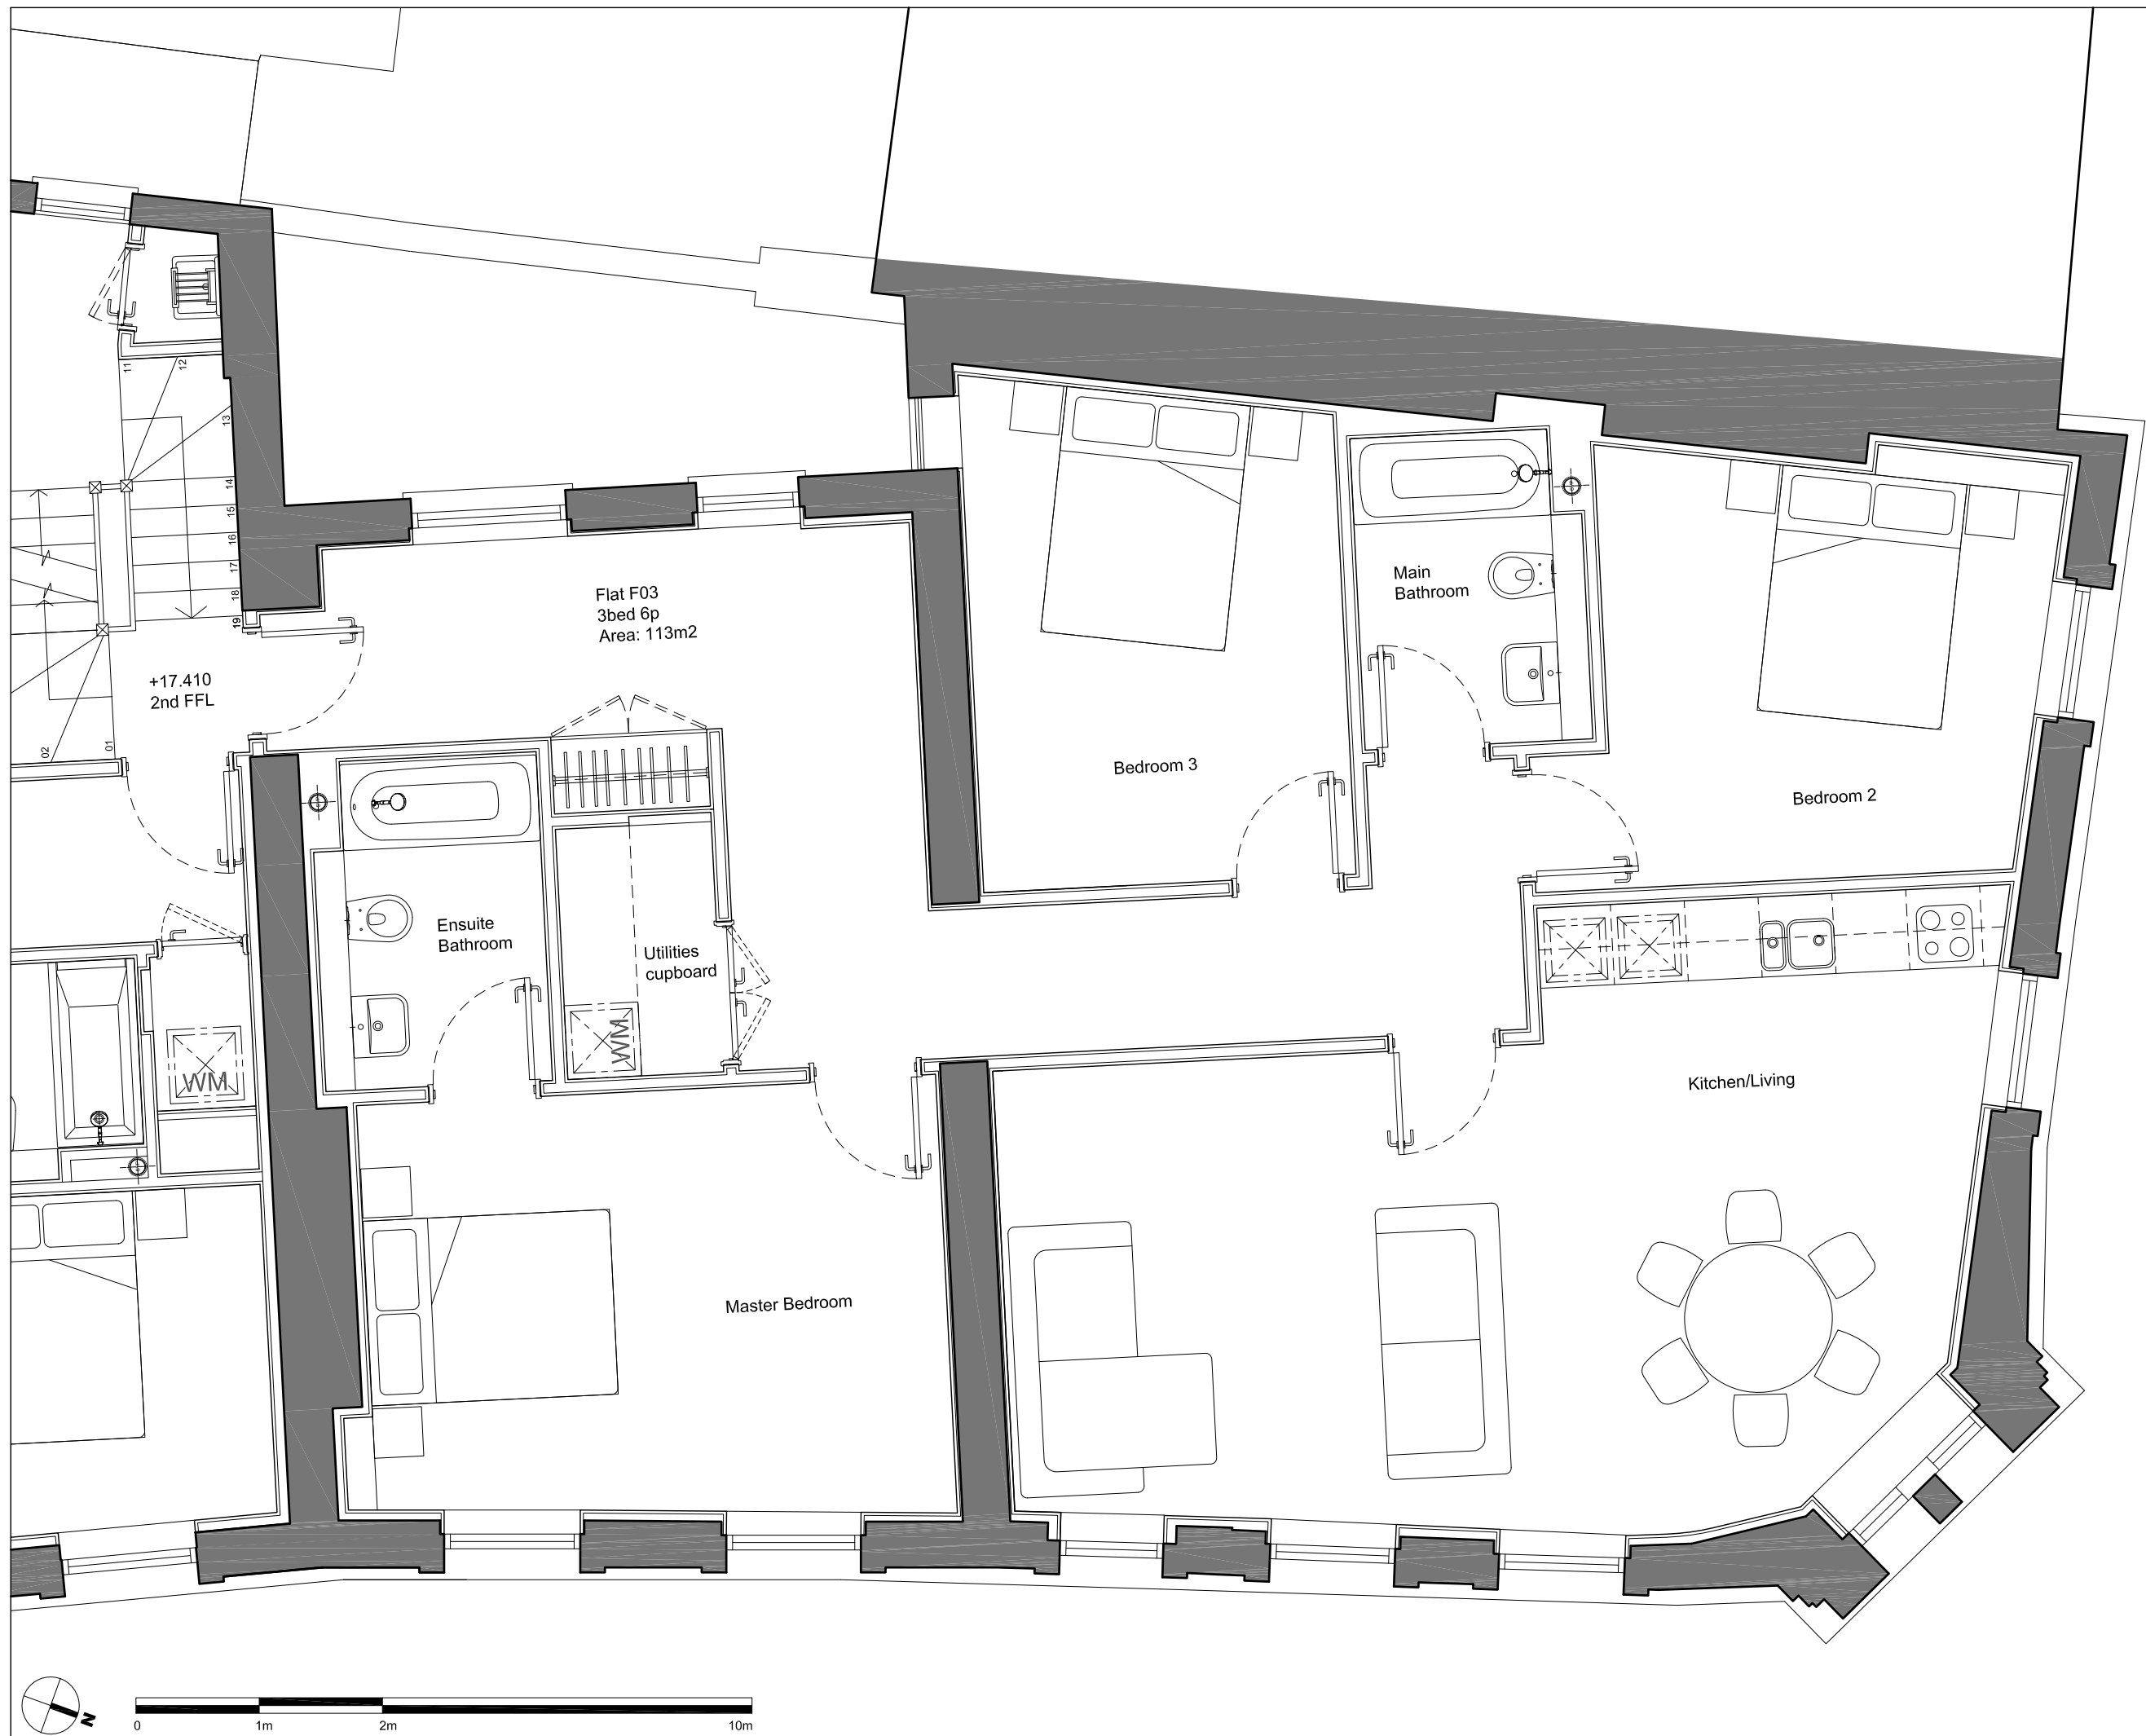 11
12
13
14
15
16
17
18
19
Flat F03
3bed 6p
Area: 113m2
+17.410
2nd FFL
02
01
Main
Bathroom
Bedroom 3
Bedroom 2
Ensuite
Bathroom
Utilities
cupboard
WM
WM
Kitchen/Living
Master Bedroom
N
0
1m
2m
10m